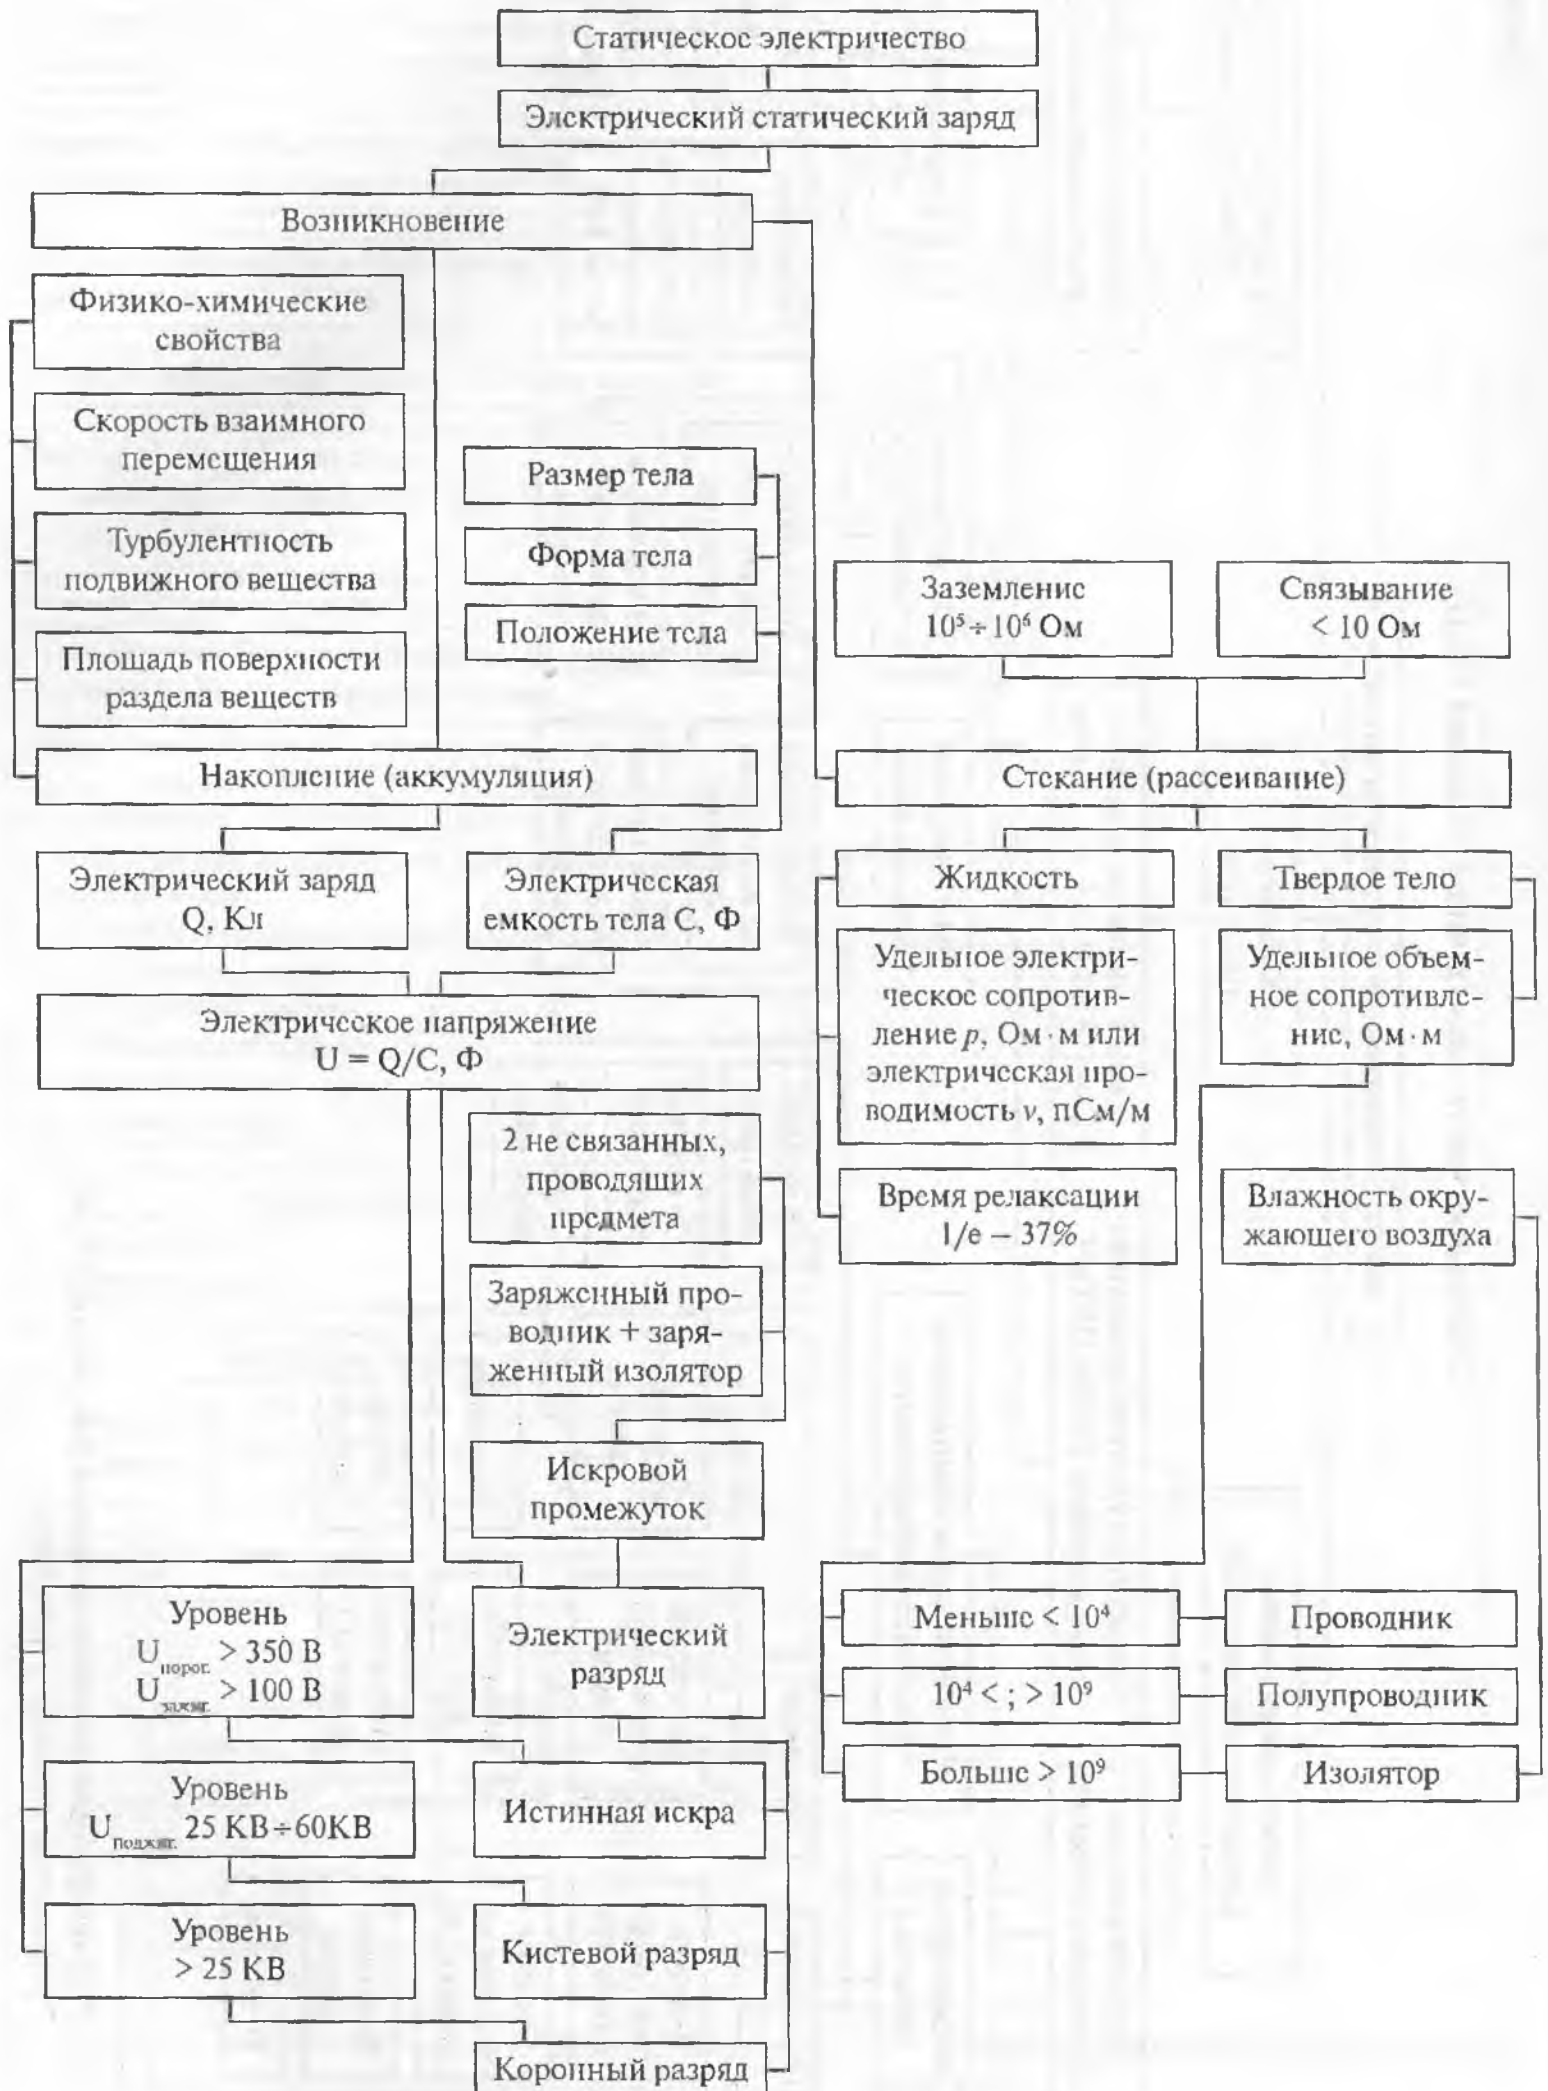 Статическое электричество
Электрический статический заряд
Возникновение
Физико-химические
свойства
Скорость взаимного
перемещения
Турбулентность
подвижного вещества
Площадь поверхности
раздела веществ
Размер тела
Форма тела
Положение тела
Накопление (аккумуляция)
Электрический заряд
Q, Кл
Электрическая
емкость тела С, Ф
Электрическое напряжение
U = Q/C, Ф
2 не связанных,
проводящих
предмета
Заряженный про-
водник + заря-
женный изолятор
Искровой
промежуток
Уровень
U порог. > 350 В
U зажиг. > 100 В
Электрический
разряд
Уровень
U поджиг. 25 КВ÷60КВ
Истинная искра
Уровень
> 25 КВ
Кистевой разряд
Коронный разряд
Заземление
10⁵÷10⁶ Ом
Связывание
< 10 Ом
Стекание (рассеивание)
Жидкость
Твердое тело
Удельное электри-
ческое сопротив-
ление p, Ом·м или
электрическая про-
водимость v, пСм/м
Удельное объем-
ное сопротивле-
ние, Ом·м
Время релаксации
1/e – 37%
Влажность окру-
жающего воздуха
Меньше < 10⁴
Проводник
10⁴ < ; > 10⁹
Полупроводник
Больше > 10⁹
Изолятор